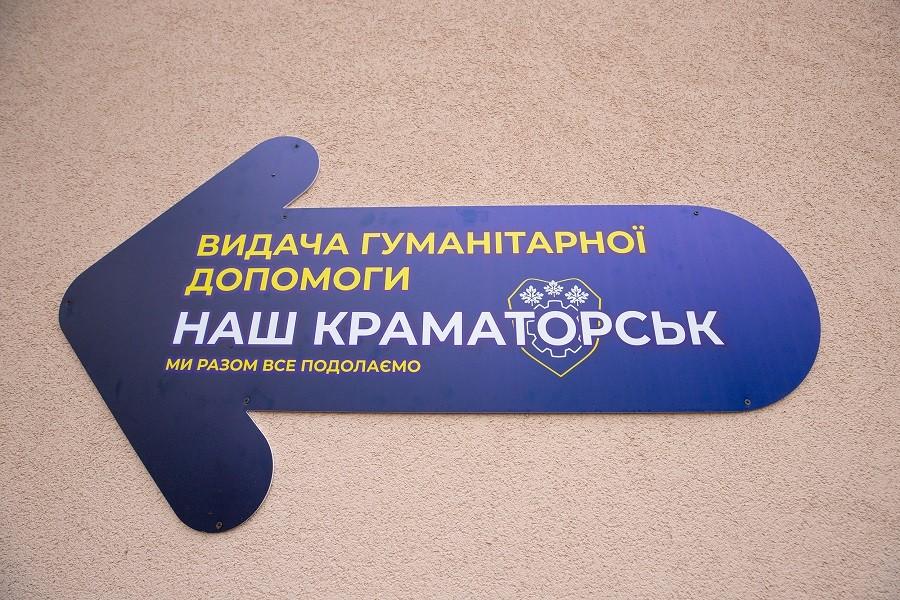 ВИДАЧА ГУМАНІТАРНОЇ
ДОПОМОГИ
НАШ КРАМАТОРСЬК
МИ РАЗОМ ВСЕ ПОДОЛАЄМО